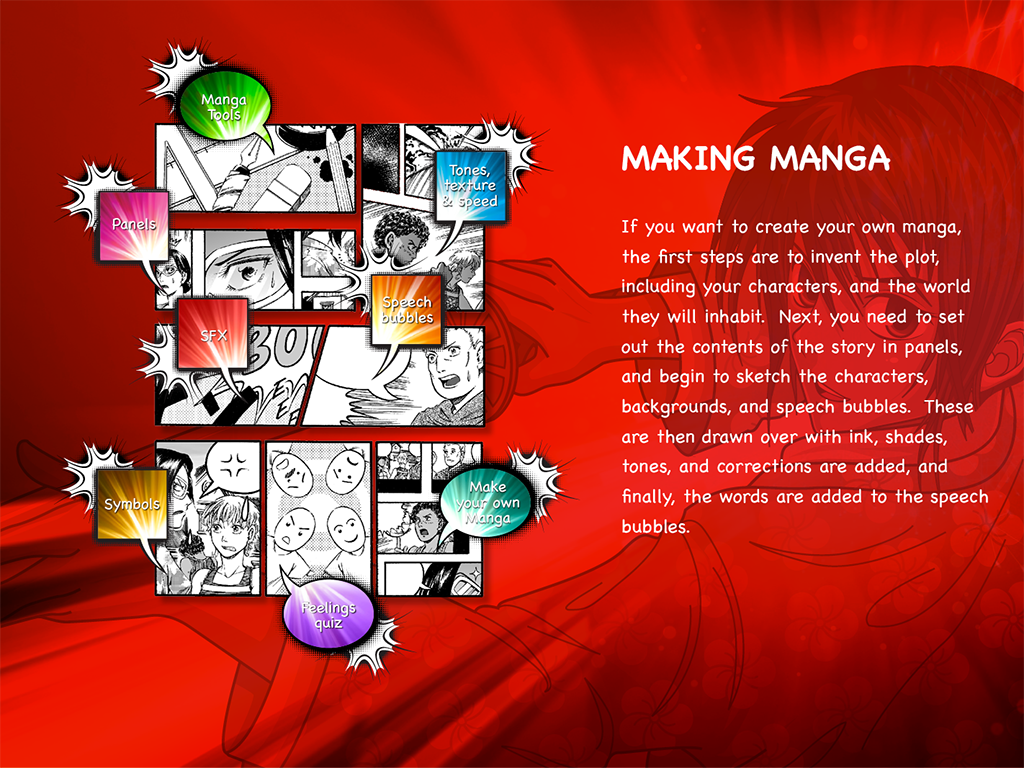 Manga
Tools
Tones,
texture
& speed
Panels
Speech
bubbles
SFX
BO
Symbols
Make
your own
Manga
Feelings
quiz
MAKING MANGA
If you want to create your own manga,
the first steps are to invent the plot,
including your characters, and the world
they will inhabit. Next, you need to set
out the contents of the story in panels,
and begin to sketch the characters,
backgrounds, and speech bubbles. These
are then drawn over with ink, shades,
tones, and corrections are added, and
finally, the words are added to the speech
bubbles.